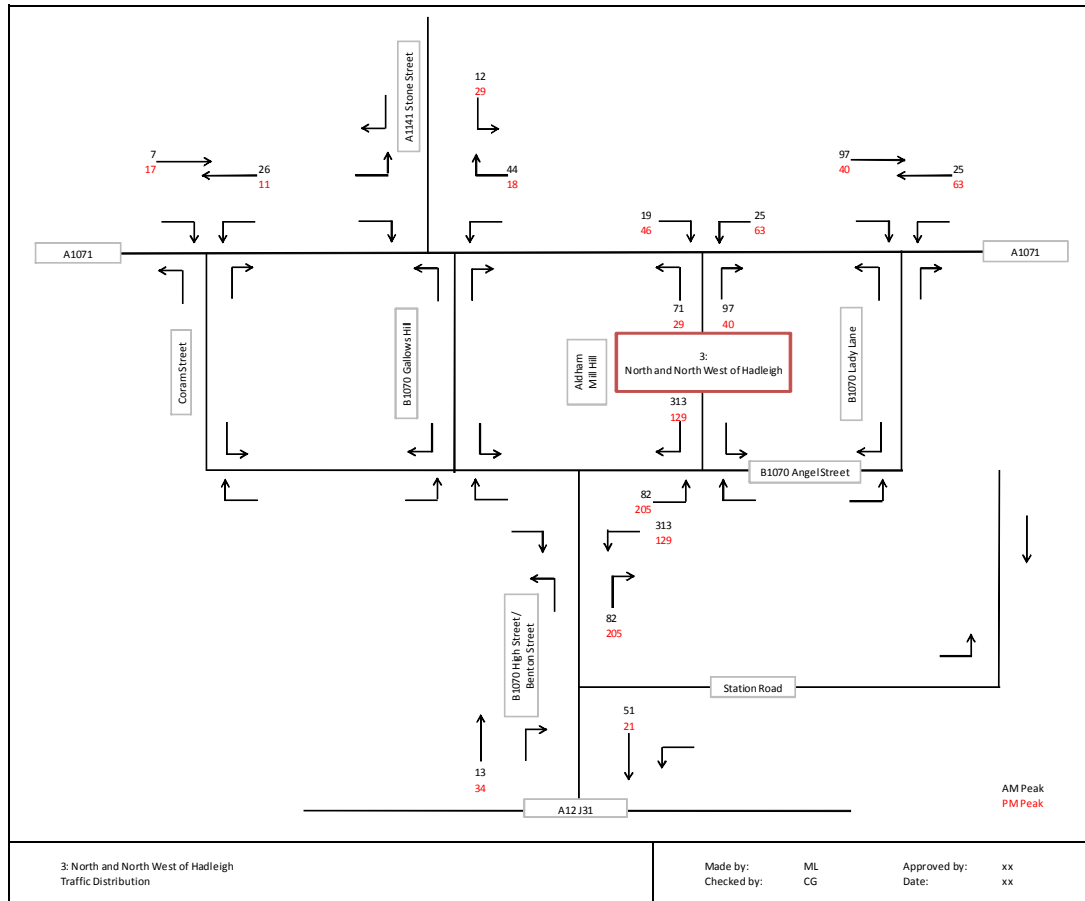 12
29
A1141 Stone Street
7
17
26
11
44
18
97
40
25
63
19
46
25
63
A1071
A1071
71
29
97
40
Coram Street
B1070 Gallows Hill
Aldham
Mill Hill
3:
North and North West of Hadleigh
B1070 Lady Lane
313
129
B1070 Angel Street
82
205
313
129
B1070 High Street/
Benton Street
82
205
Station Road
51
21
13
34
A12 J31
AM Peak
PM Peak
3: North and North West of Hadleigh
Traffic Distribution
Made by: ML Approved by: xx
Checked by: CG Date: xx